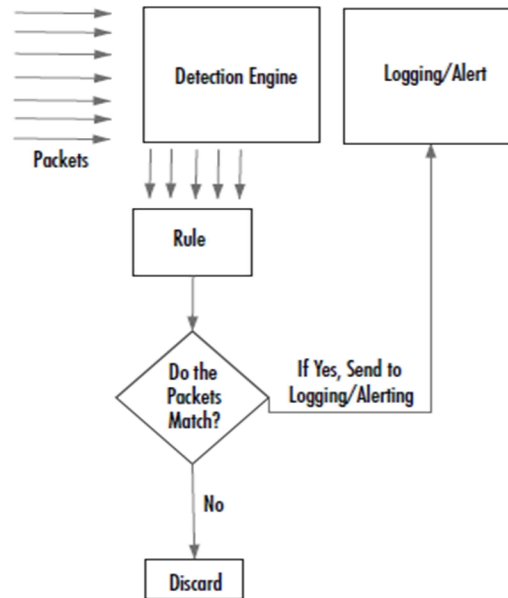 Detection Engine
Logging/Alert
Packets
Rule
Do the
Packets
Match?
If Yes, Send to
Logging/Alerting
No
Discard